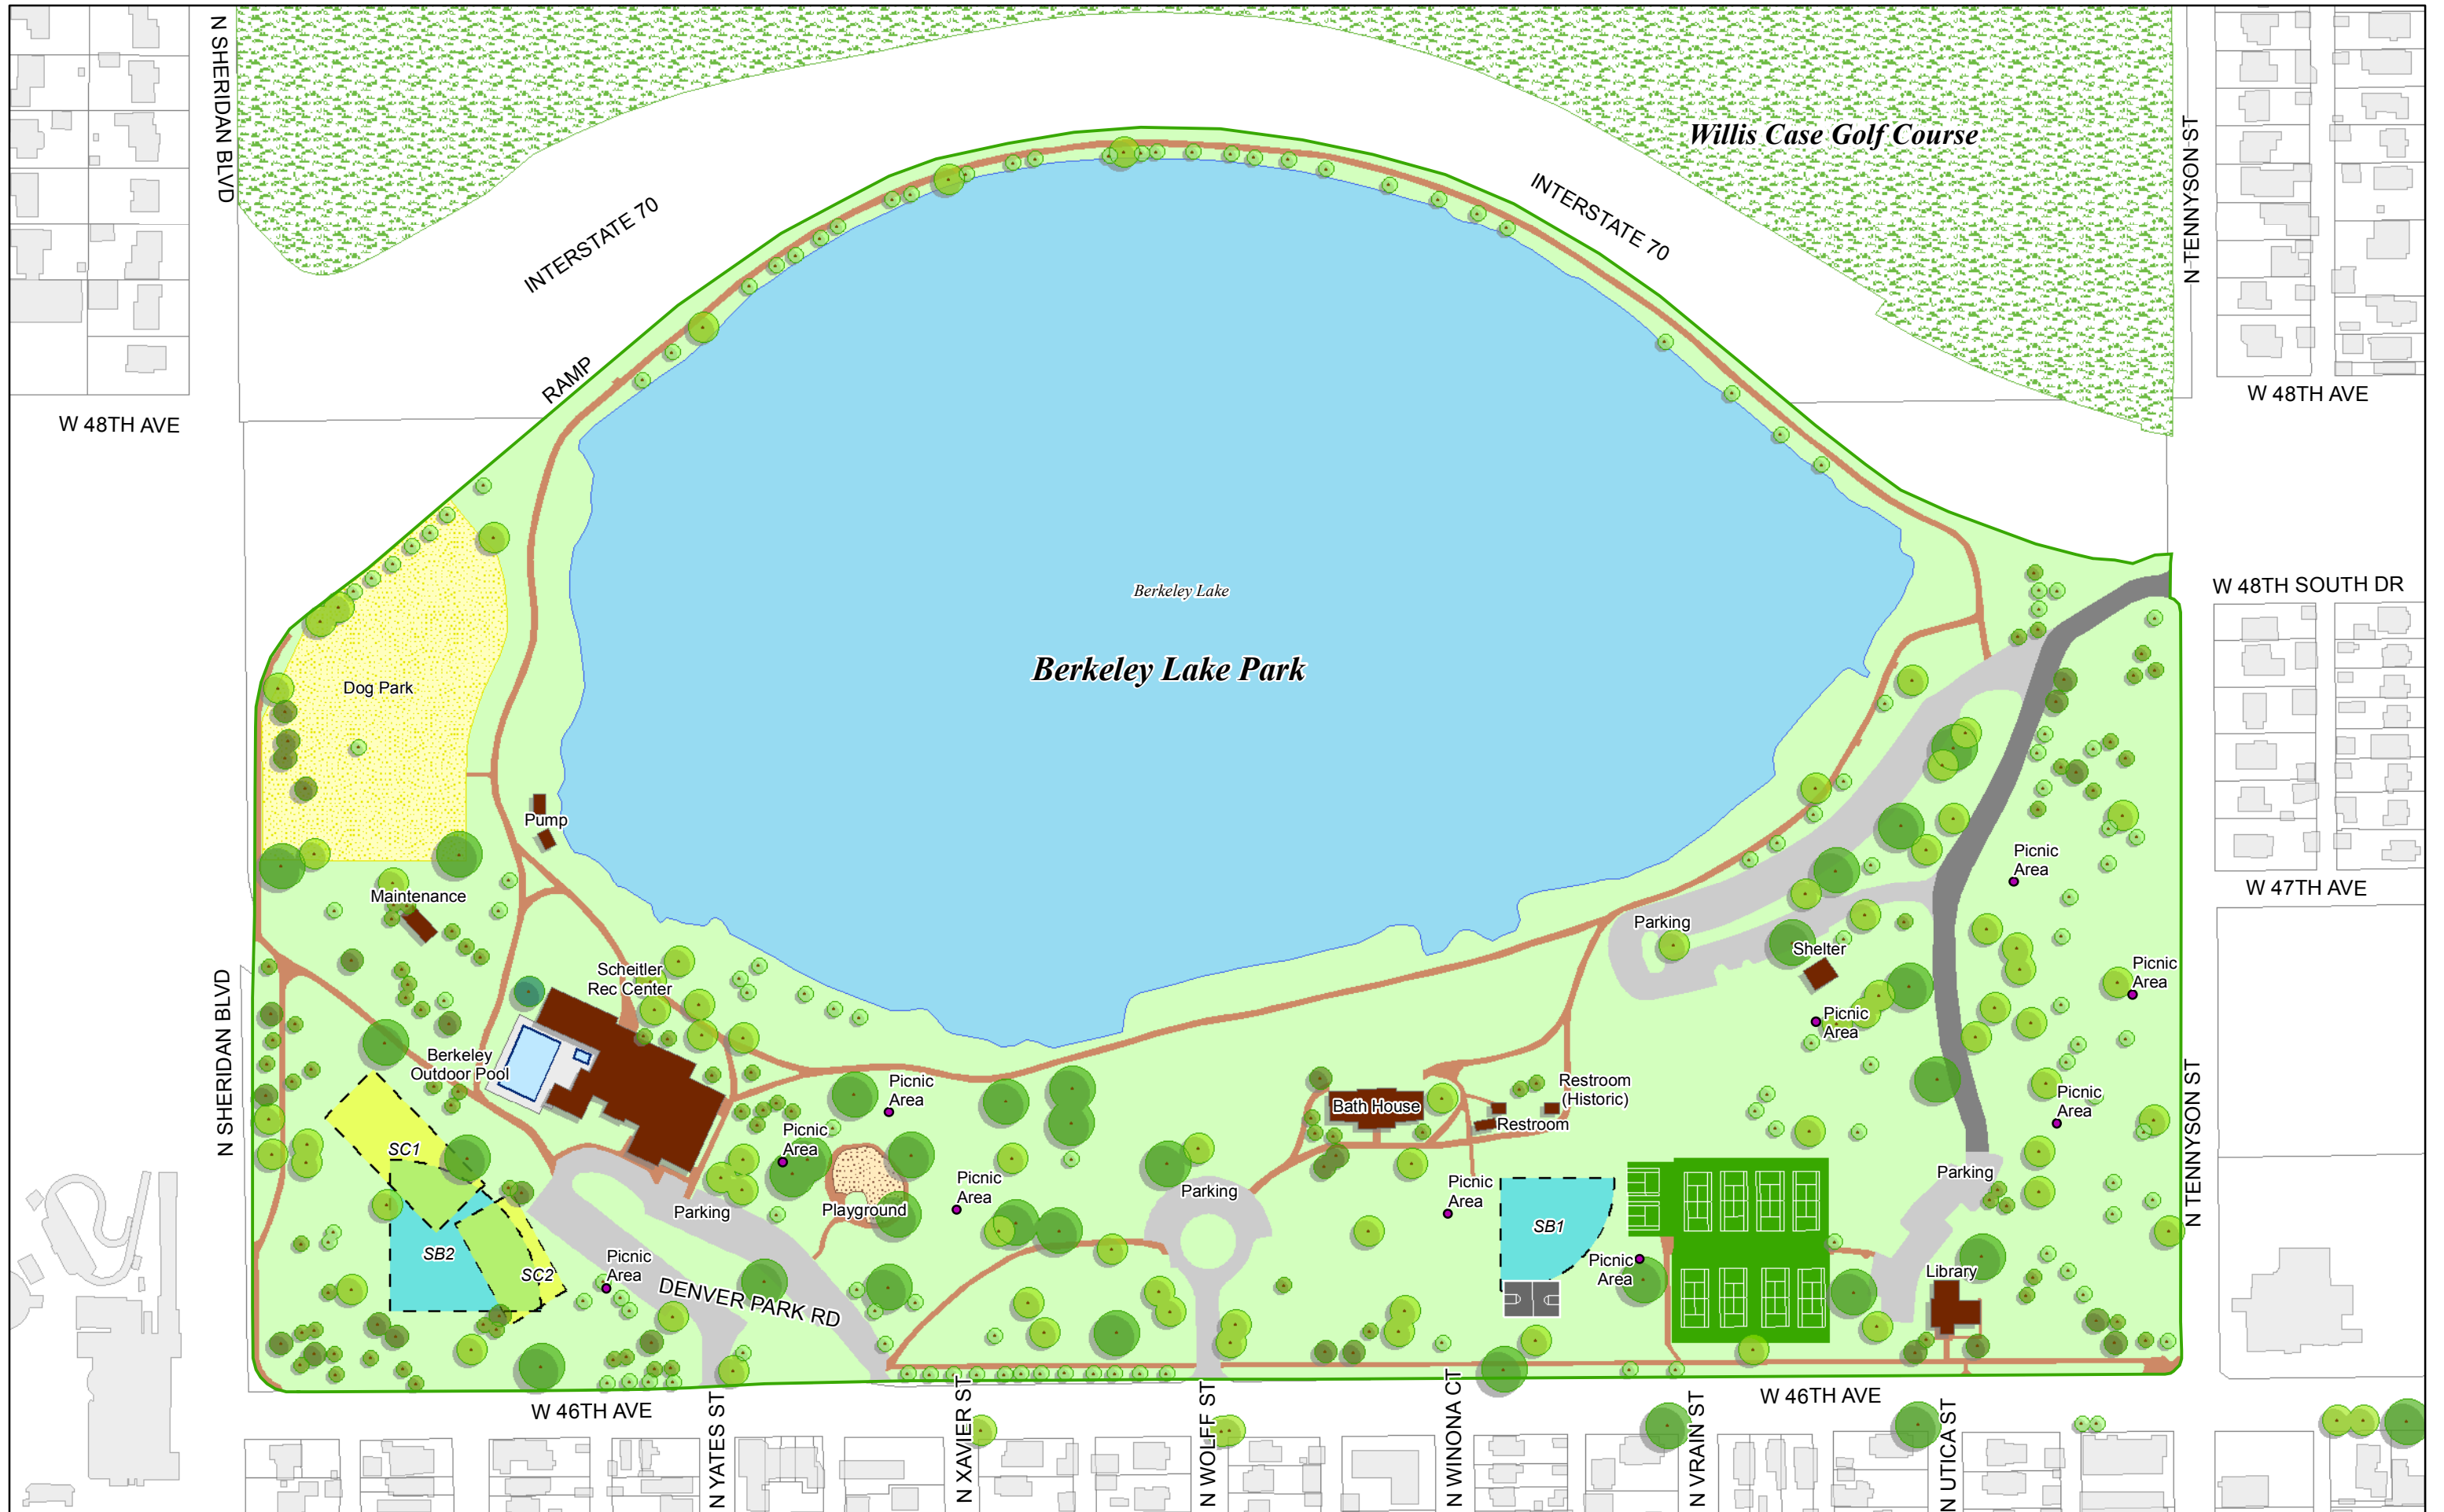 N SHERIDAN BLVD
Willis Case Golf Course
N TENNYSON ST
INTERSTATE 70
INTERSTATE 70
RAMP
W 48TH AVE
W 48TH AVE
W 48TH SOUTH DR
Berkeley Lake
Berkeley Lake Park
Dog Park
Pump
Picnic
Area
W 47TH AVE
Maintenance
Parking
Shelter
Picnic
Area
Scheitler
Rec Center
N SHERIDAN BLVD
Picnic
Area
Berkeley
Outdoor Pool
Picnic
Area
Restroom
(Historic)
Bath House
Restroom
Picnic
Area
N TENNYSON ST
SC1
Picnic
Area
Parking
Picnic
Area
Parking
Picnic
Area
Playground
Parking
SB1
SB2
SC2
Picnic
Area
Picnic
Area
Library
DENVER PARK RD
W 46TH AVE
W 46TH AVE
N YATES ST
N XAVIER ST
N WOLFF ST
N WINONA CT
N VRAIN ST
N UTICA ST